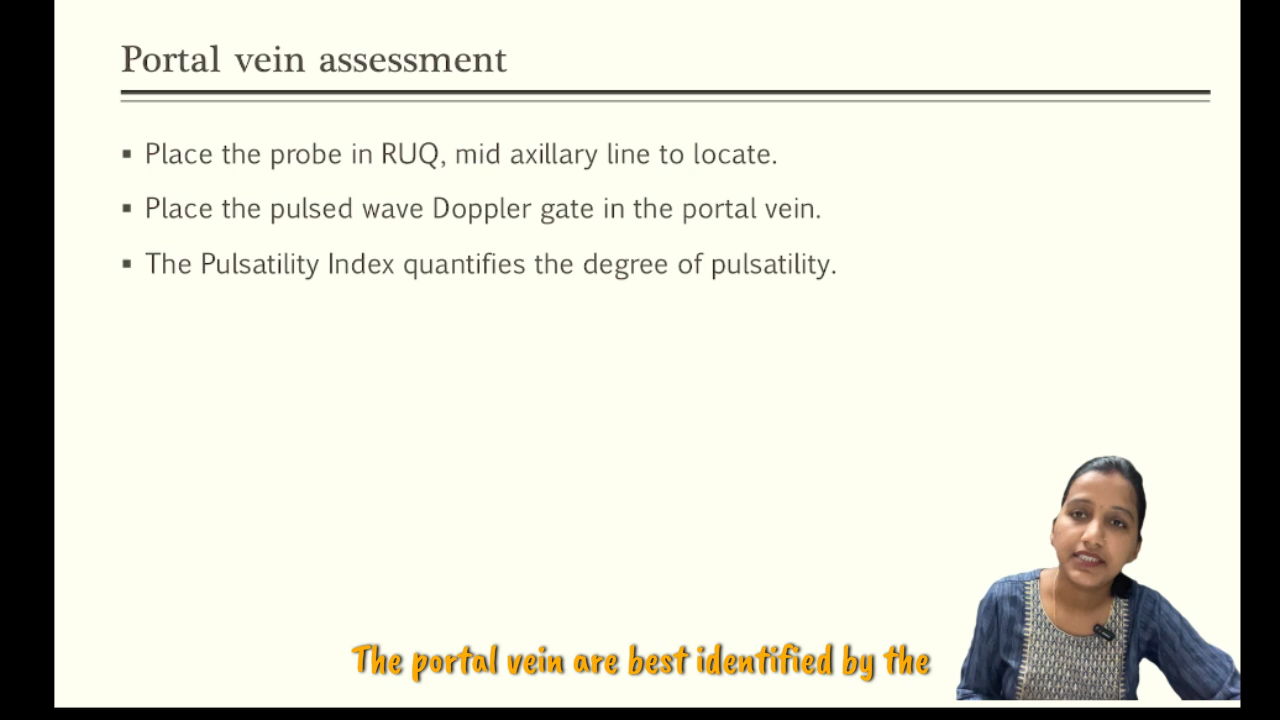 Portal vein assessment
▪ Place the probe in RUQ, mid axillary line to locate.
▪ Place the pulsed wave Doppler gate in the portal vein.
▪ The Pulsatility Index quantifies the degree of pulsatility.
The portal vein are best identified by the